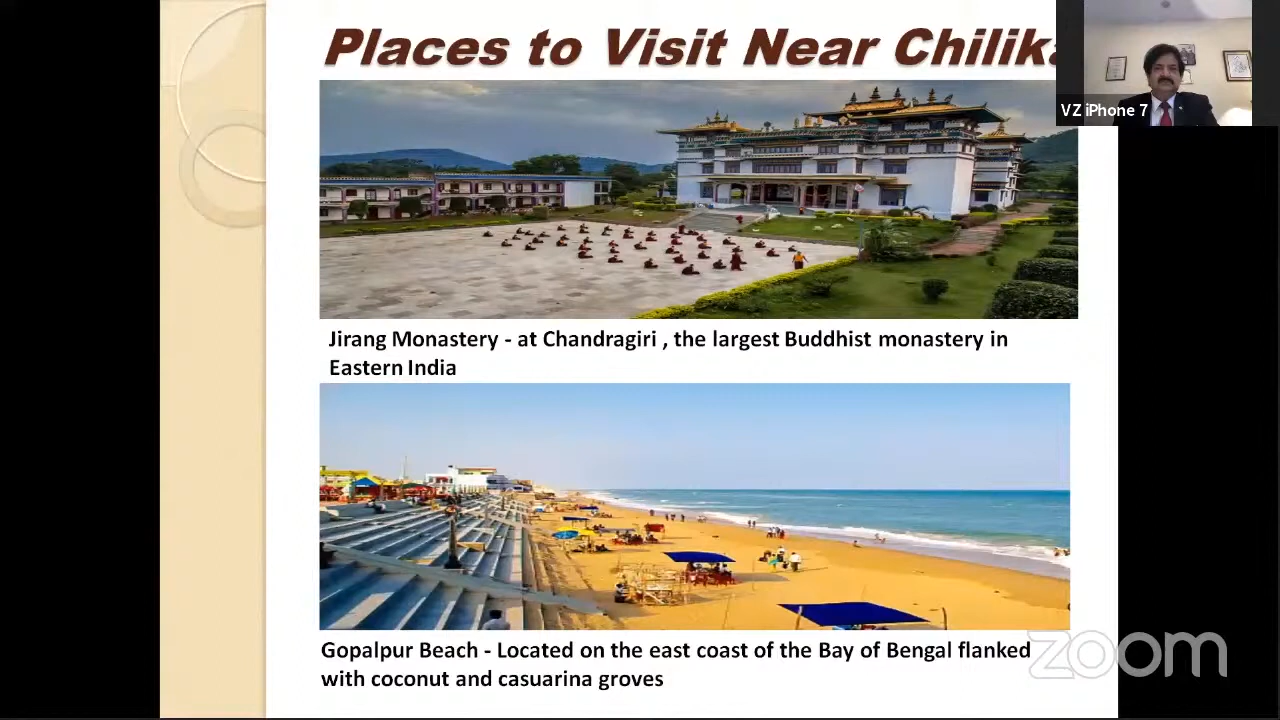 Places to Visit Near Chilika
VZ iPhone 7
Jirang Monastery - at Chandragiri , the largest Buddhist monastery in
Eastern India
Gopalpur Beach - Located on the east coast of the Bay of Bengal flanked
with coconut and casuarina groves
zoom